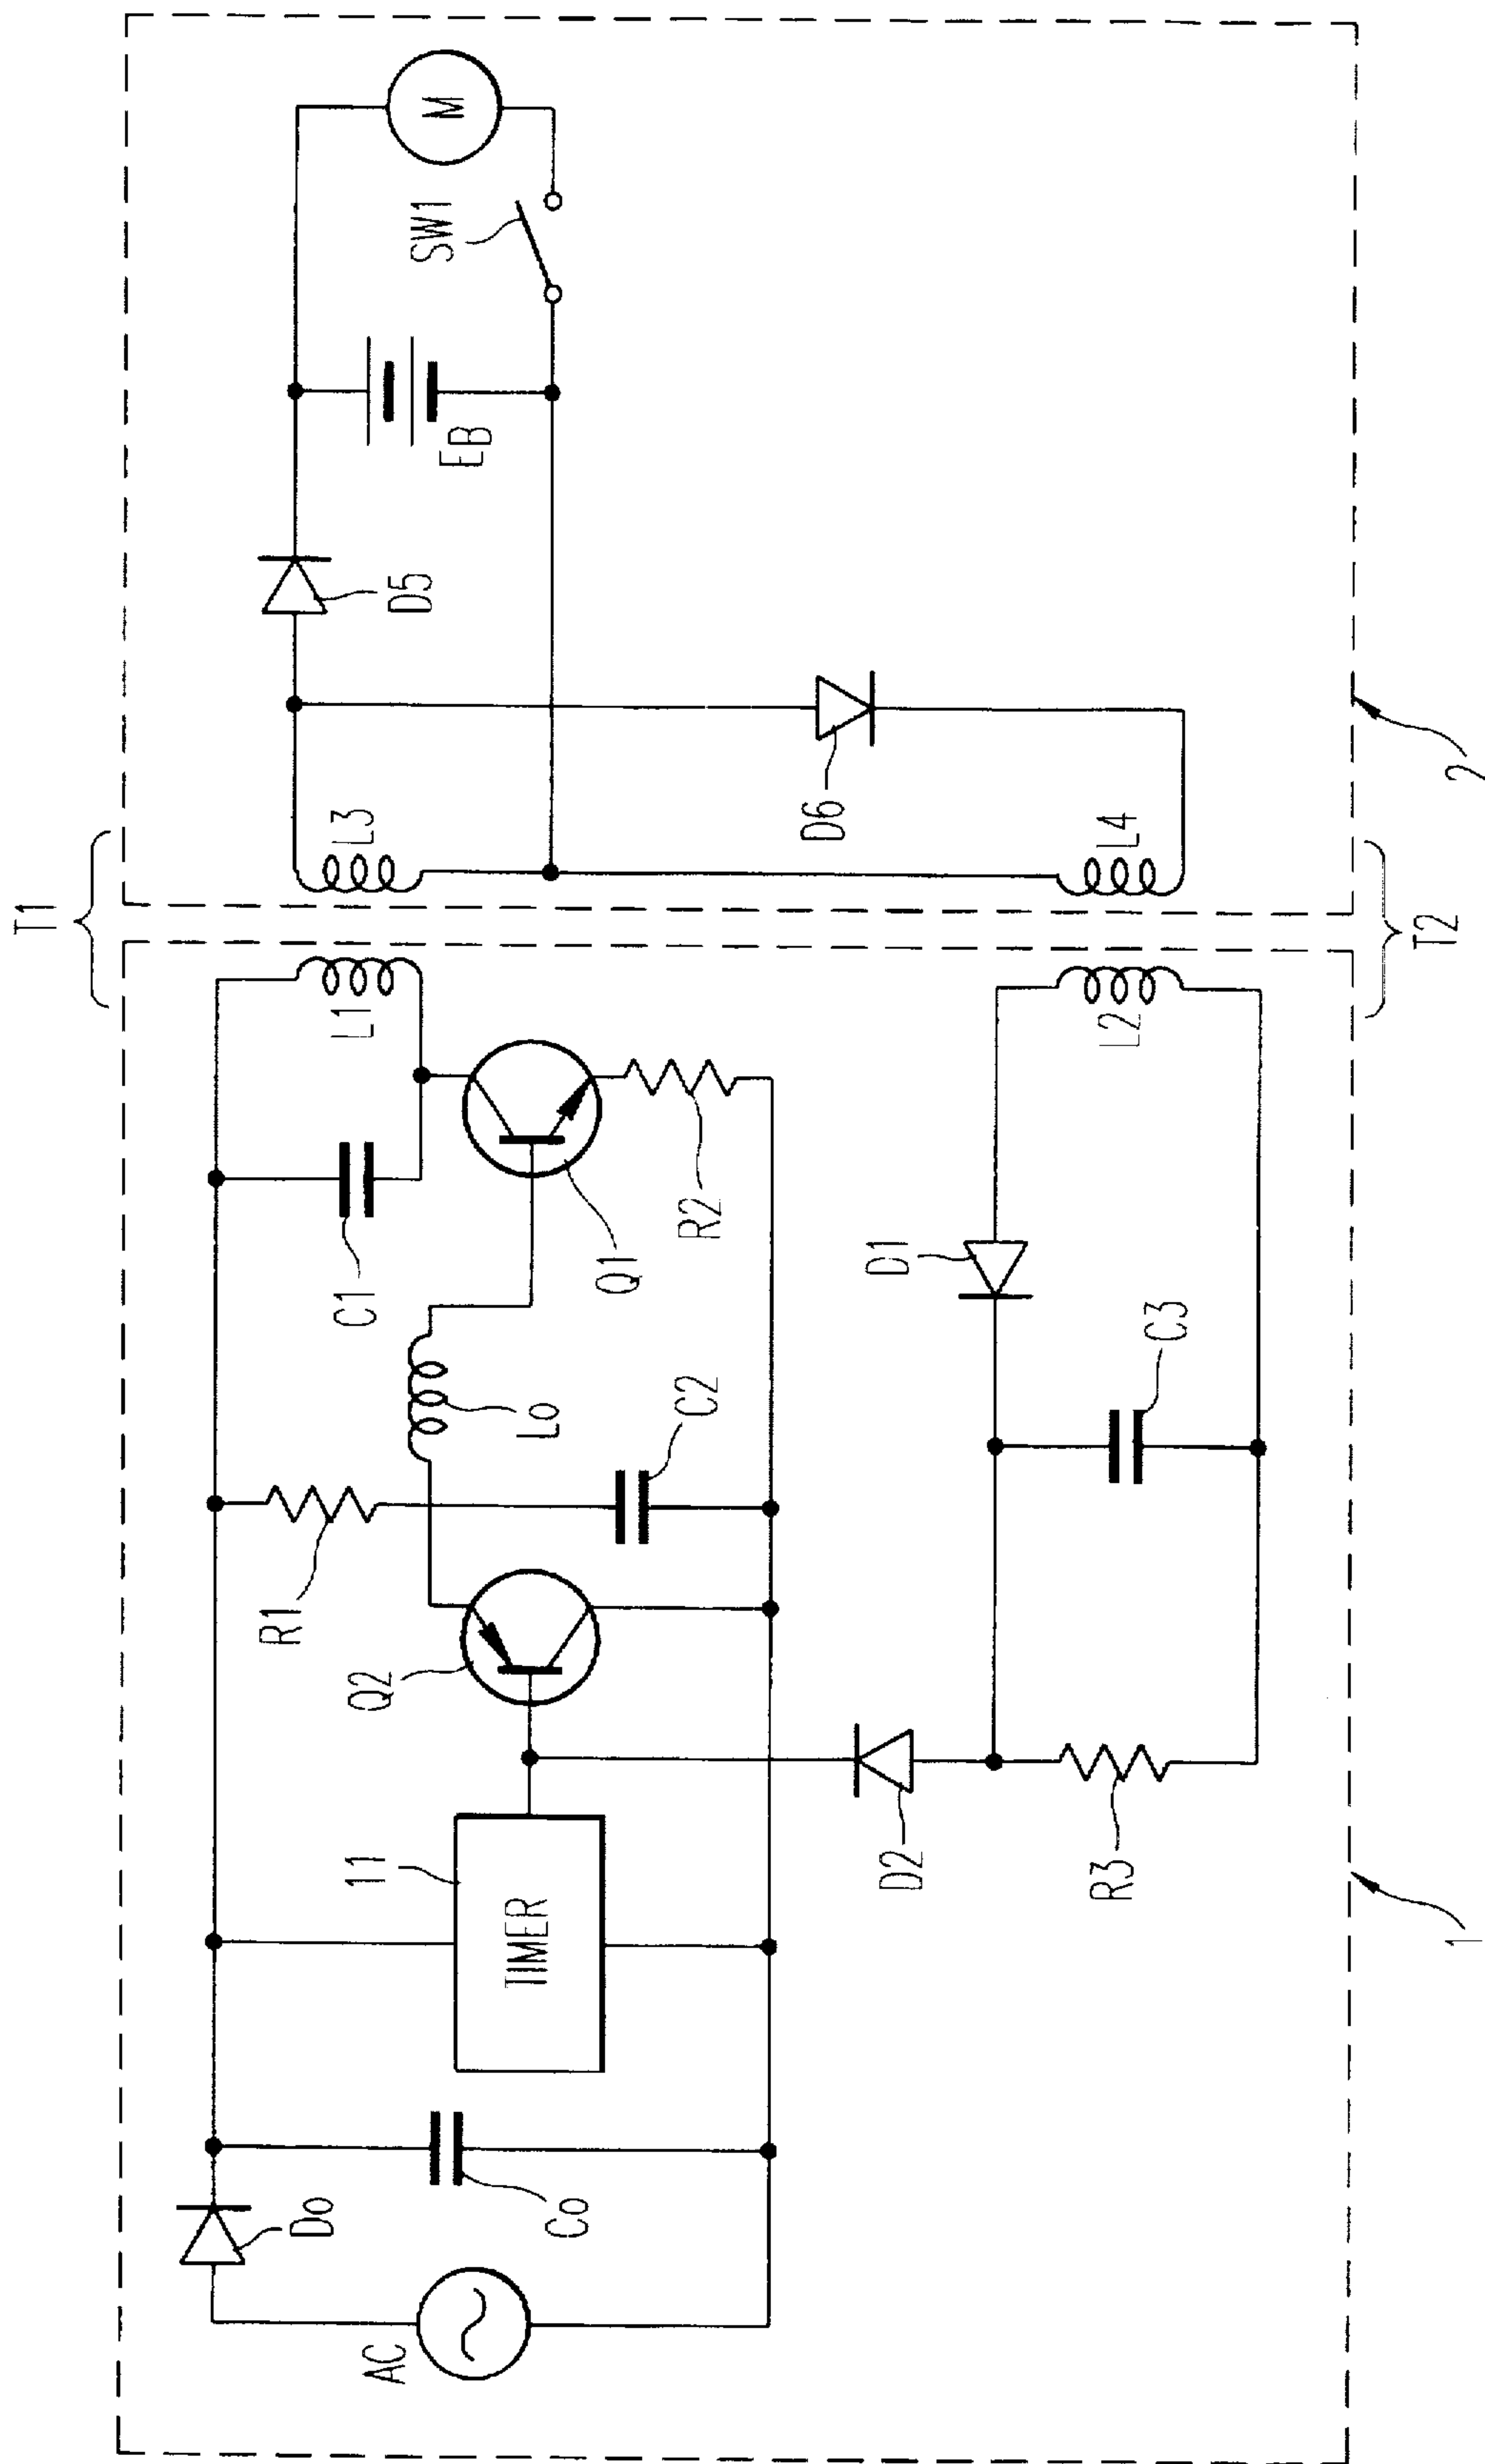 T1
M
SW1
EB
D5
D6
L3
L4
2
T2
L1
L2
C1
Q1
R2
D1
Lo
C2
C3
R1
Q2
11
TIMER
D2
R3
1
Do
Co
AC